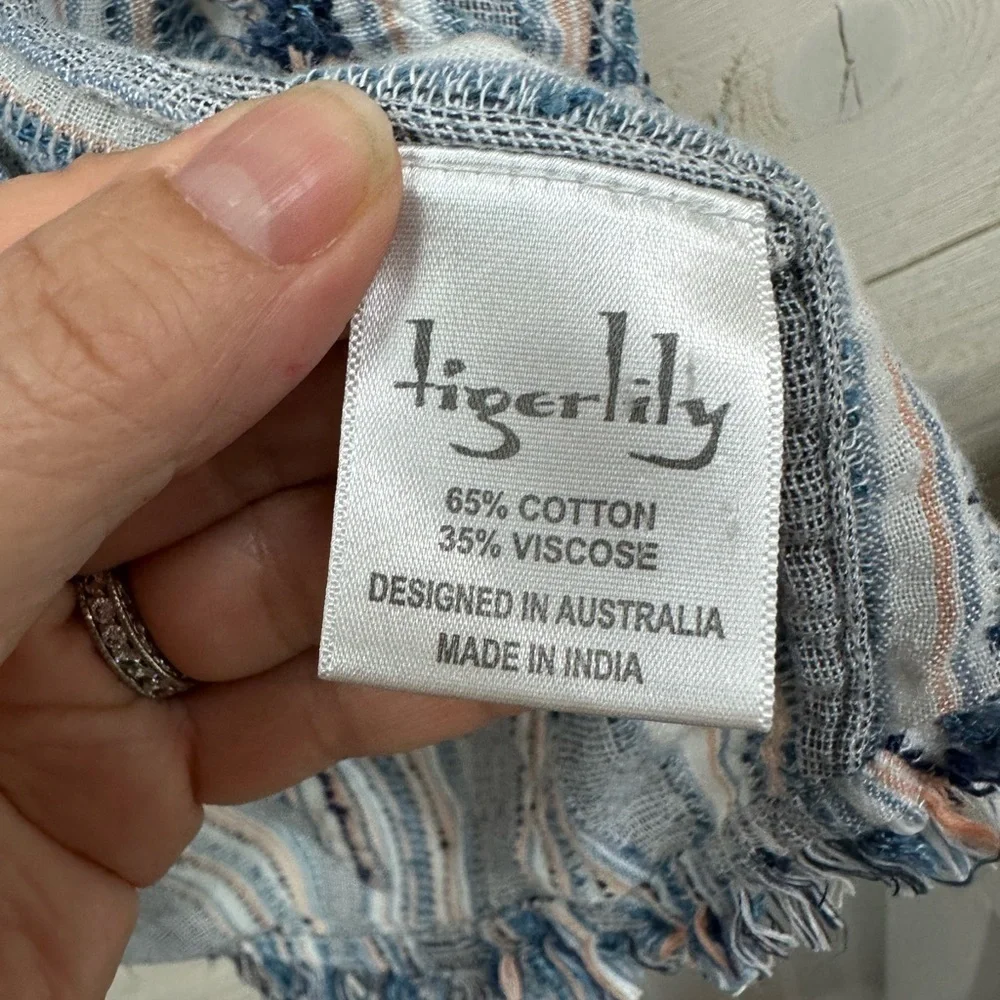 tigerlily
65% COTTON
35% VISCOSE
DESIGNED IN AUSTRALIA
MADE IN INDIA